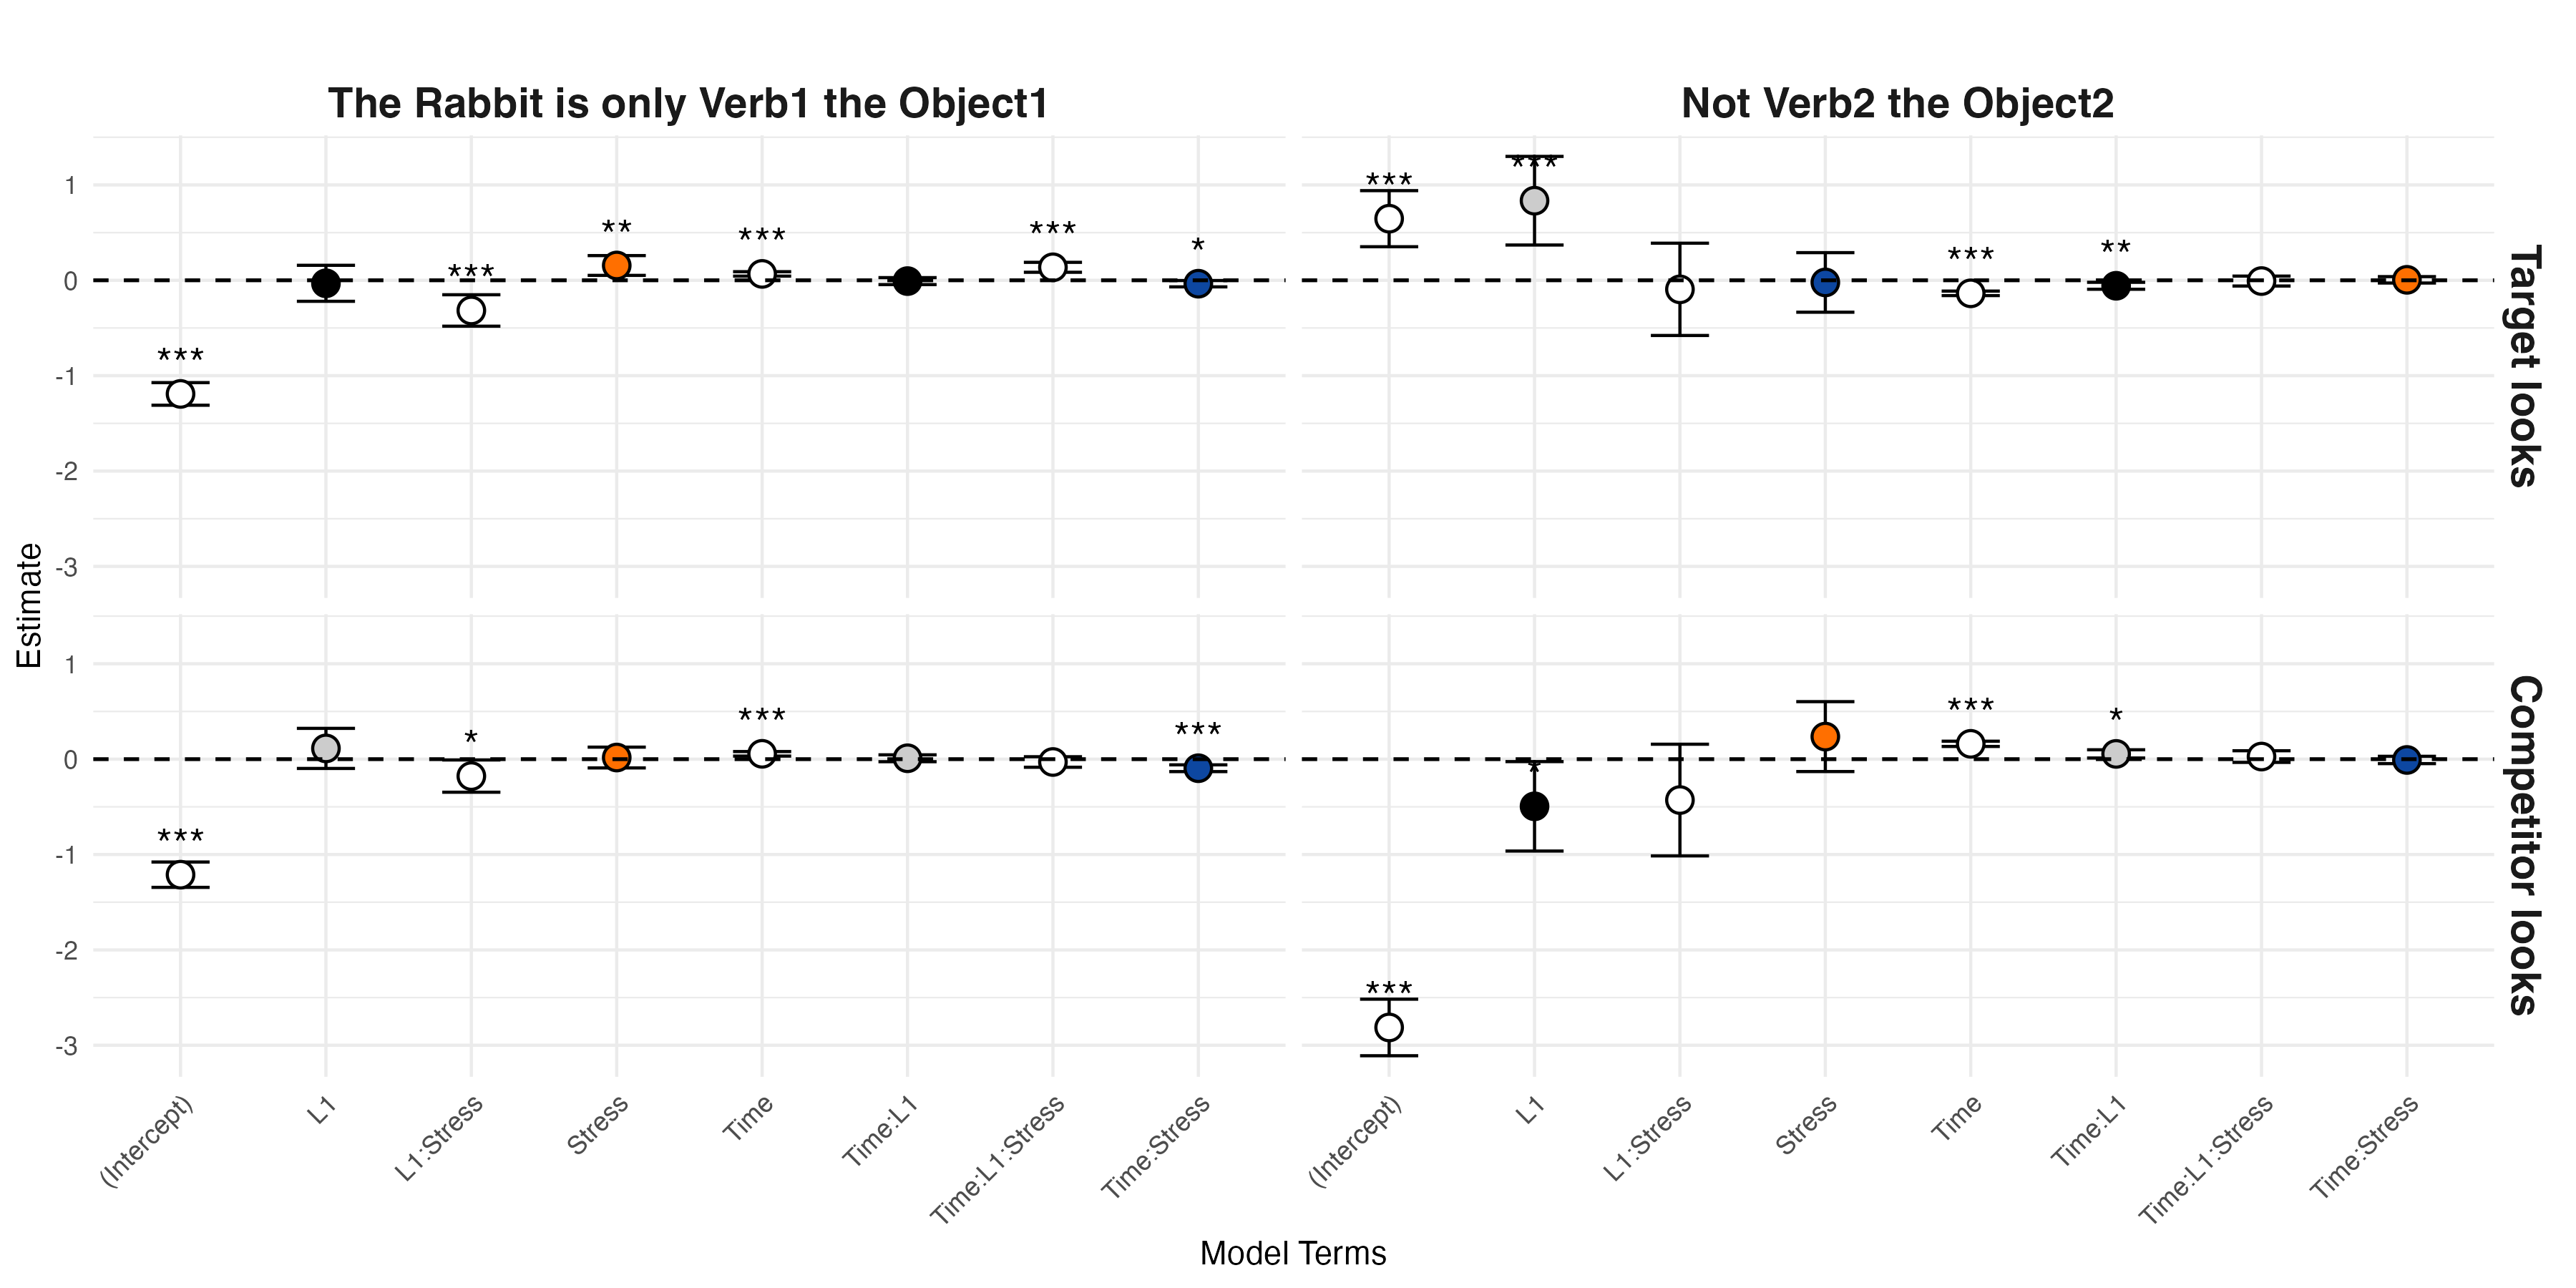 The Rabbit is only Verb1 the Object1
Not Verb2 the Object2
*** *** ** *** *** * *** *** *** **
1
0
-1
-2
-3
Target looks
*** * *** *** *** * *** *
1
0
-1
-2
-3
Competitor looks
Estimate
(Intercept) L1 L1:Stress Stress Time Time:L1 Time:L1:Stress Time:Stress
(Intercept) L1 L1:Stress Stress Time Time:L1 Time:L1:Stress Time:Stress
Model Terms